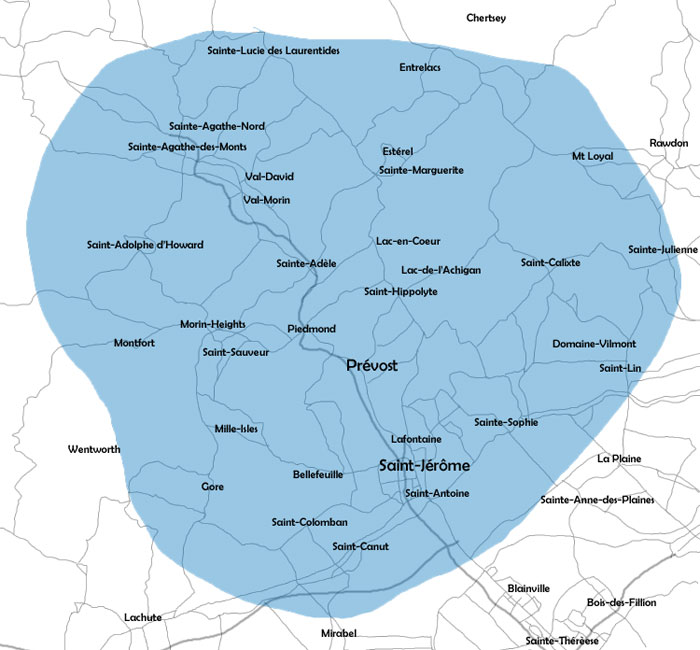 Chertsey
Sainte-Lucie des Laurentides
Entrelacs
Sainte-Agathe-Nord
Sainte-Agathe-des-Monts
Estérel
Mt Loyal
Rawdon
Sainte-Marguerite
Val-David
Val-Morin
Saint-Adolphe d'Howard
Lac-en-Coeur
Sainte-Julienne
Sainte-Adèle
Lac-de-l'Achigan
Saint-Calixte
Saint-Hippolyte
Morin-Heights
Piedmond
Montfort
Saint-Sauveur
Domaine-Vilmont
Prévost
Saint-Lin
Mille-Isles
Sainte-Sophie
Lafontaine
Wentworth
La Plaine
Saint-Jérôme
Bellefeuille
Gore
Saint-Antoine
Sainte-Anne-des-Plaines
Saint-Colomban
Saint-Canut
Blainville
Bois-des-Fillion
Lachute
Mirabel
Sainte-Thérèse